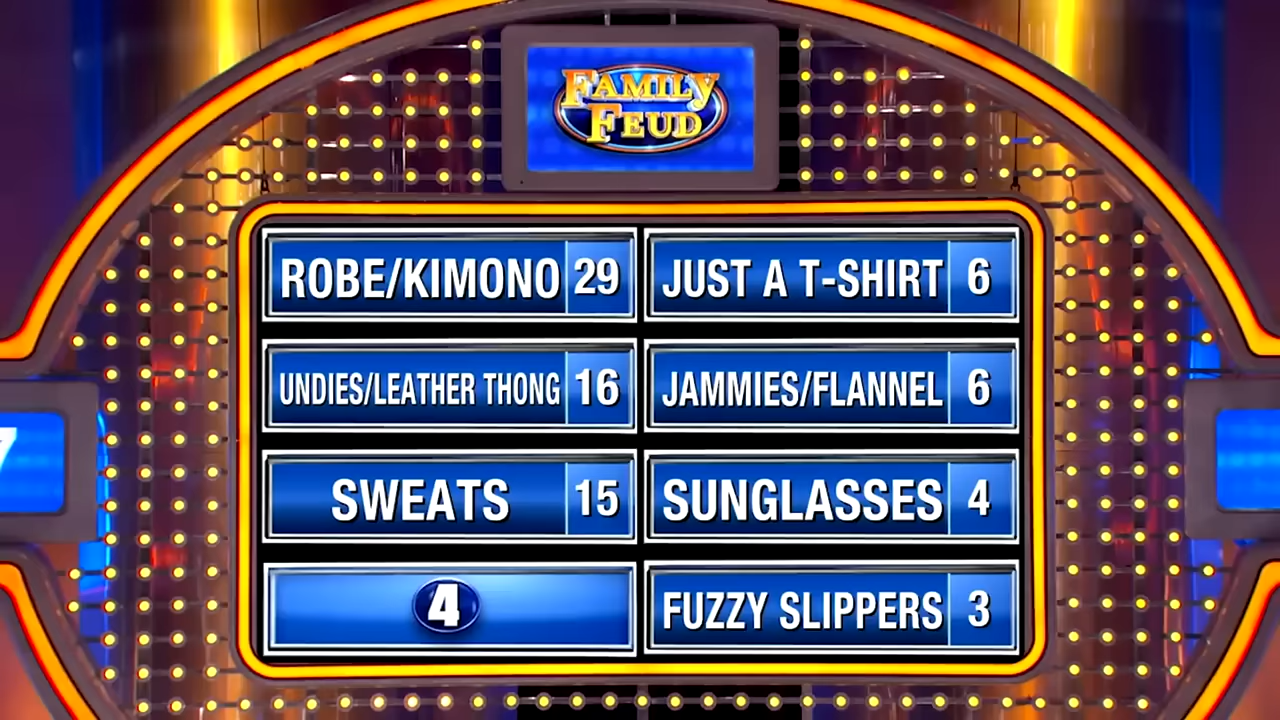 FAMILY
FEUD
ROBE/KIMONO 29
UNDIES/LEATHER THONG 16
SWEATS 15
4
JUST A T-SHIRT 6
JAMMIES/FLANNEL 6
SUNGLASSES 4
FUZZY SLIPPERS 3